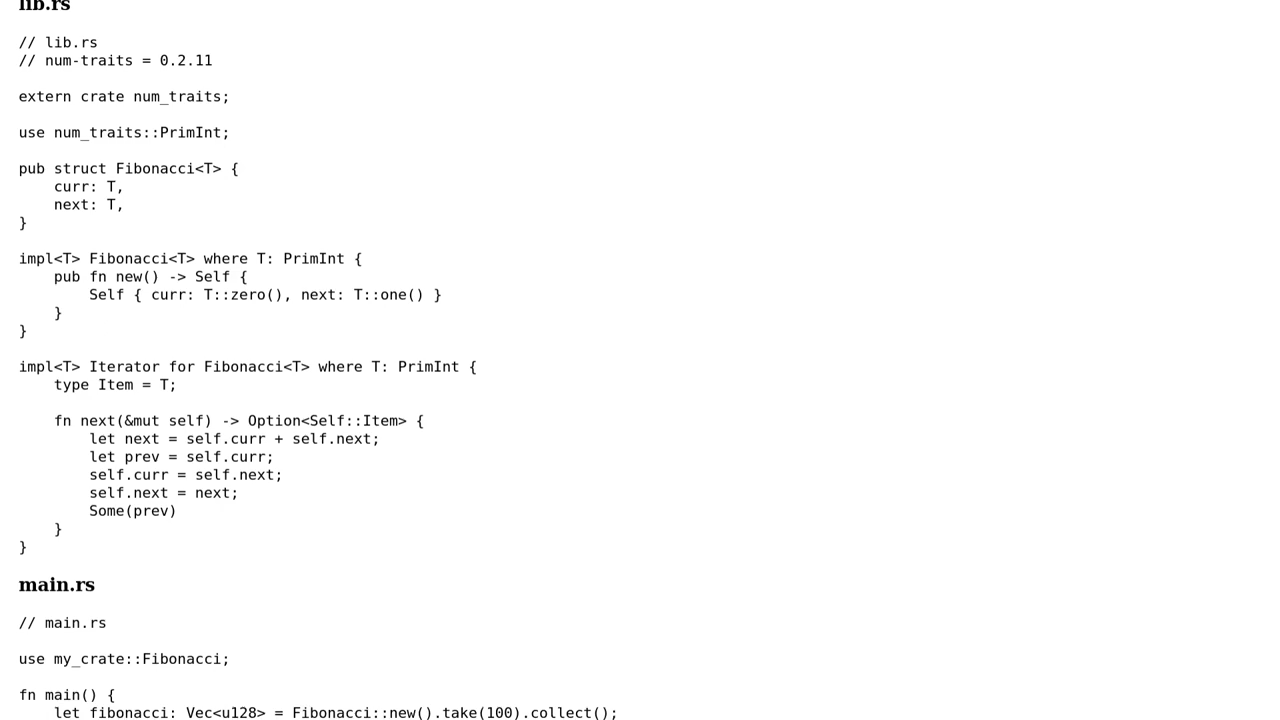 lib.rs
// lib.rs
// num-traits = 0.2.11
extern crate num_traits;
use num_traits::PrimInt;
pub struct Fibonacci<T> {
    curr: T,
    next: T,
}
impl<T> Fibonacci<T> where T: PrimInt {
    pub fn new() -> Self {
        Self { curr: T::zero(), next: T::one() }
    }
}
impl<T> Iterator for Fibonacci<T> where T: PrimInt {
    type Item = T;
    fn next(&mut self) -> Option<Self::Item> {
        let next = self.curr + self.next;
        let prev = self.curr;
        self.curr = self.next;
        self.next = next;
        Some(prev)
    }
}
main.rs
// main.rs
use my_crate::Fibonacci;
fn main() {
    let fibonacci: Vec<u128> = Fibonacci::new().take(100).collect();